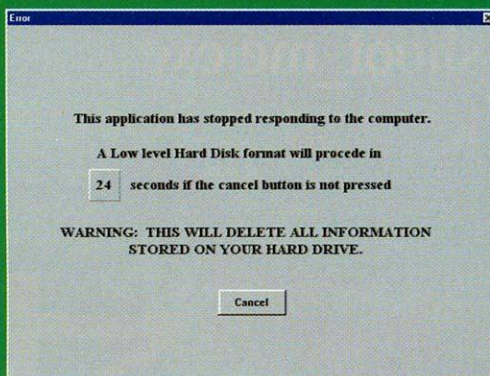 Error
This application has stopped responding to the computer.
A Low level Hard Disk format will procede in
24 seconds if the cancel button is not pressed
WARNING: THIS WILL DELETE ALL INFORMATION
STORED ON YOUR HARD DRIVE.
Cancel